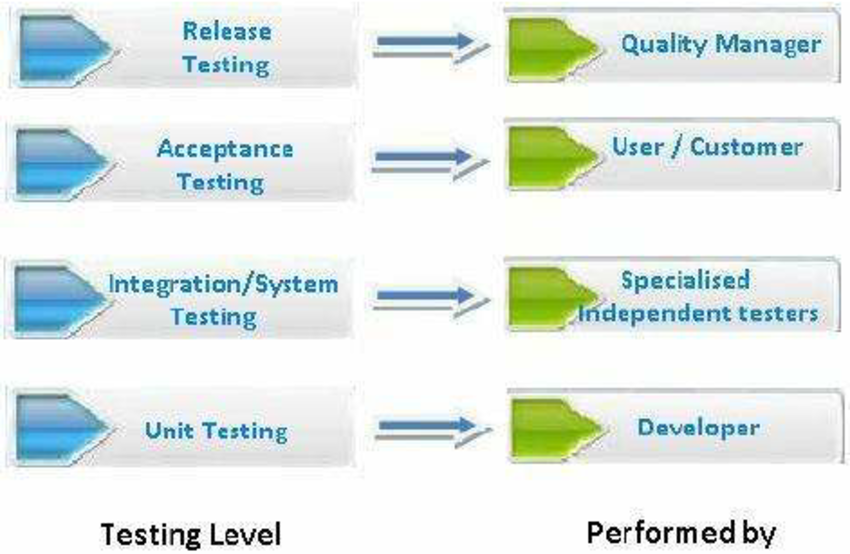 Release
Testing
Quality Manager
Acceptance
Testing
User / Customer
Integration/System
Testing
Specialised
Independent testers
Unit Testing
Developer
Testing Level
Performed by